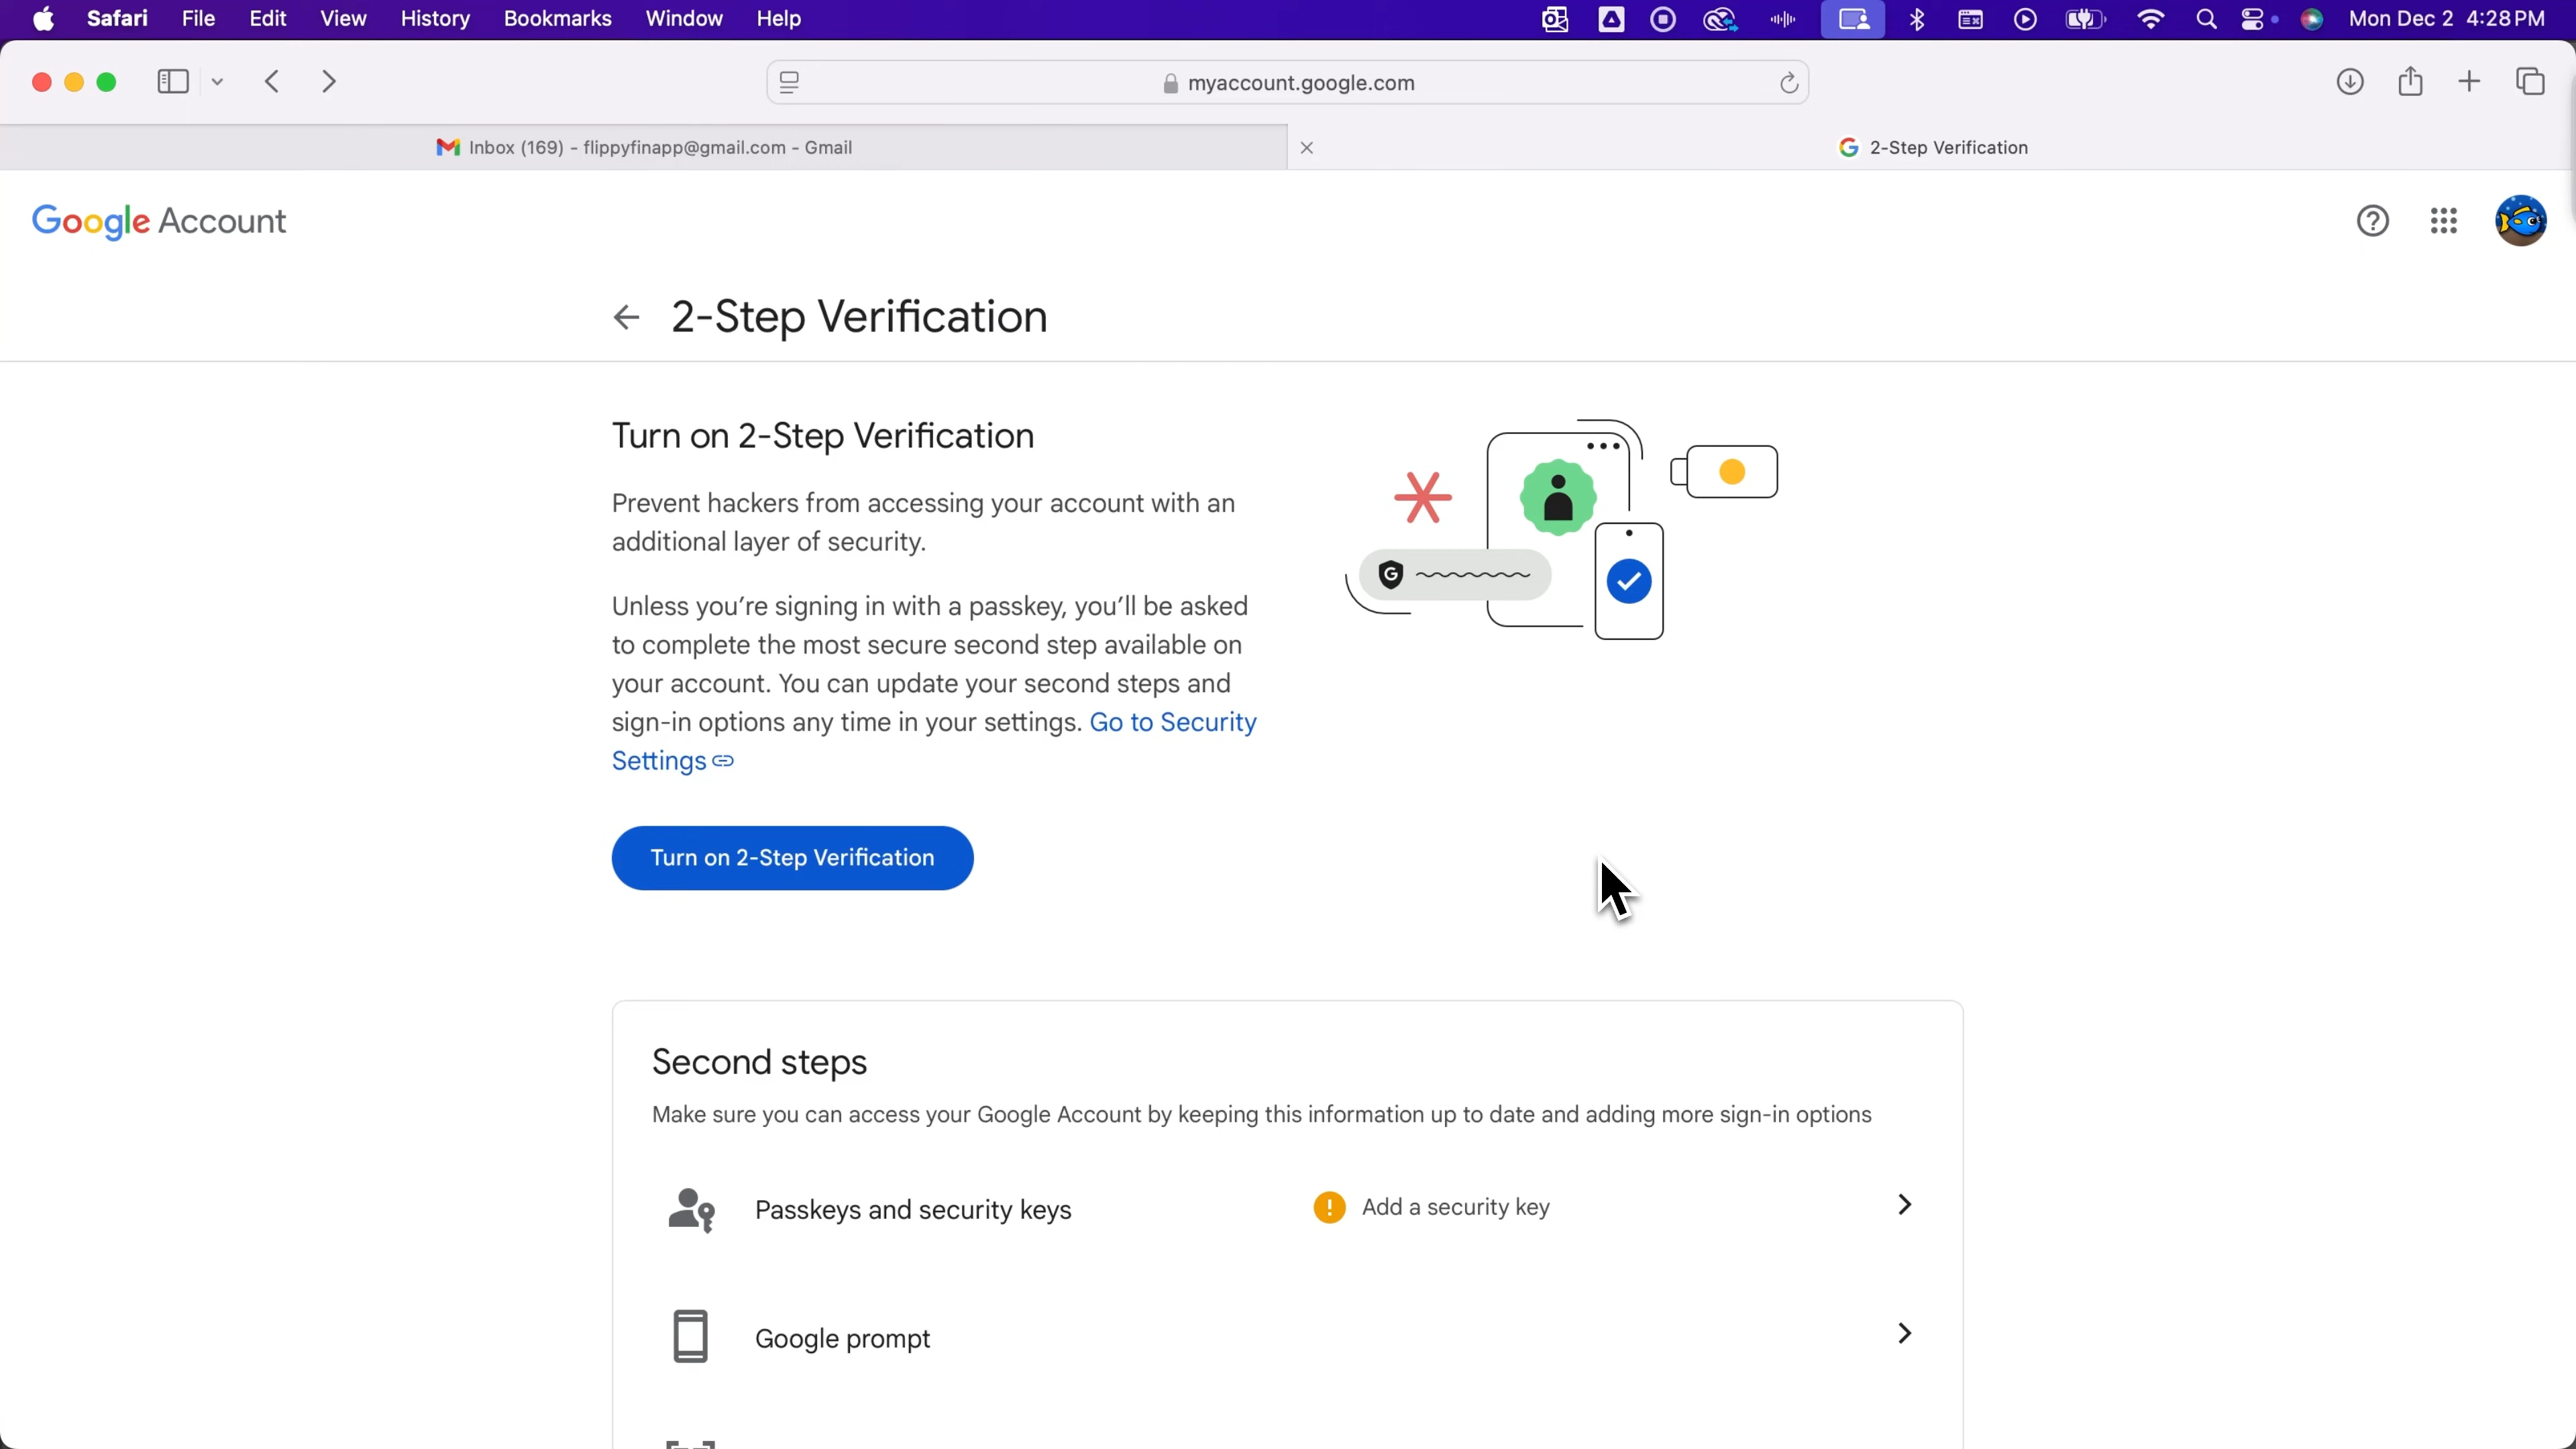 Safari File Edit View History Bookmarks Window Help Mon Dec 2 4:28 PM
myaccount.google.com
Inbox (169) - flippyfinapp@gmail.com - Gmail 2-Step Verification
Google Account
2-Step Verification
Turn on 2-Step Verification
Prevent hackers from accessing your account with an
additional layer of security.
Unless you're signing in with a passkey, you'll be asked
to complete the most secure second step available on
your account. You can update your second steps and
sign-in options any time in your settings. Go to Security
Settings
Turn on 2-Step Verification
Second steps
Make sure you can access your Google Account by keeping this information up to date and adding more sign-in options
Passkeys and security keys Add a security key
Google prompt